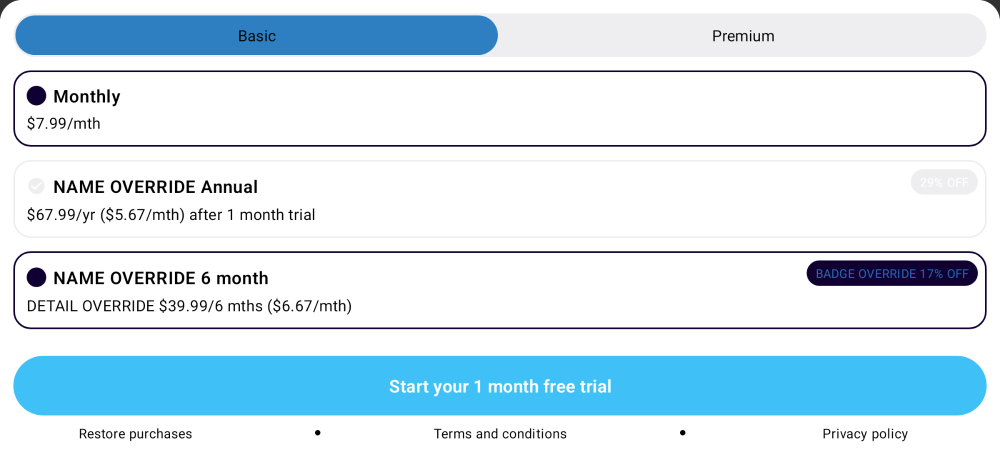 Basic
Premium
Monthly
$7.99/mth
NAME OVERRIDE Annual
29% OFF
$67.99/yr ($5.67/mth) after 1 month trial
NAME OVERRIDE 6 month
BADGE OVERRIDE 17% OFF
DETAIL OVERRIDE $39.99/6 mths ($6.67/mth)
Start your 1 month free trial
Restore purchases • Terms and conditions • Privacy policy